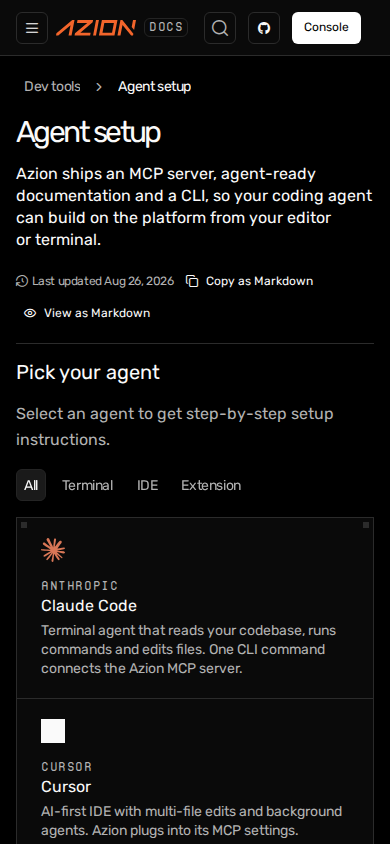 AZION DOCS Console
Dev tools > Agent setup
Agent setup
Azion ships an MCP server, agent-ready
documentation and a CLI, so your coding agent
can build on the platform from your editor
or terminal.
Last updated Aug 26, 2026 Copy as Markdown
View as Markdown
Pick your agent
Select an agent to get step-by-step setup
instructions.
All Terminal IDE Extension
ANTHROPIC
Claude Code
Terminal agent that reads your codebase, runs
commands and edits files. One CLI command
connects the Azion MCP server.
CURSOR
Cursor
AI-first IDE with multi-file edits and background
agents. Azion plugs into its MCP settings.